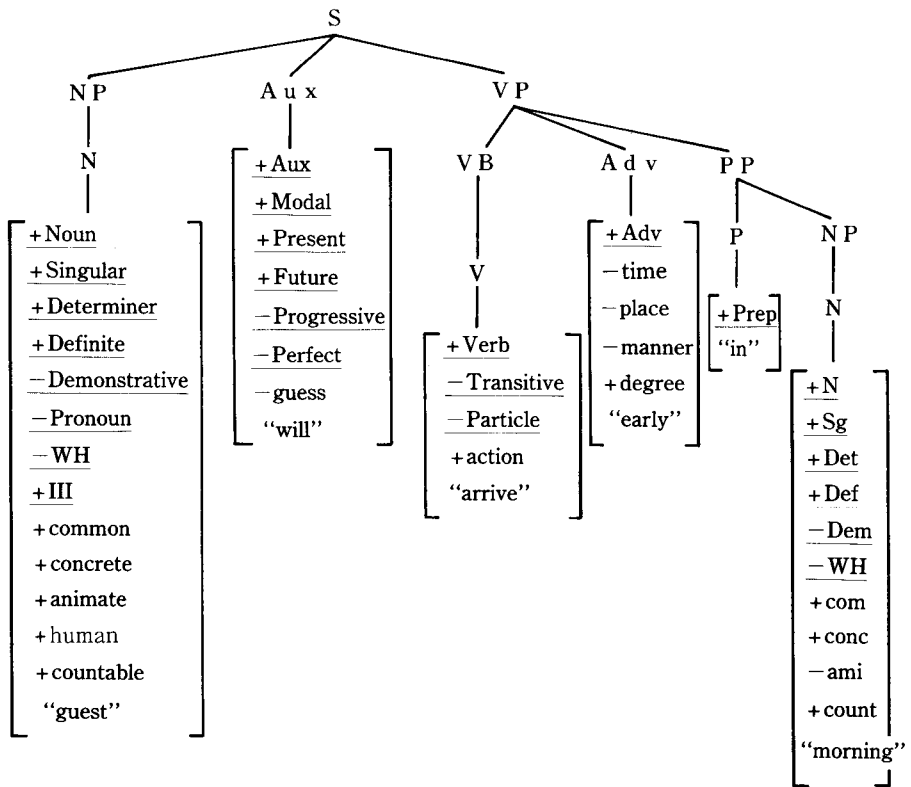 S
NP Aux VP
N VB Adv PP
V P NP
N
+Noun
+Singular
+Determiner
+Definite
−Demonstrative
−Pronoun
−WH
+III
+common
+concrete
+animate
+human
+countable
“guest”
+Aux
+Modal
+Present
+Future
−Progressive
−Perfect
−guess
“will”
+Verb
−Transitive
−Particle
+action
“arrive”
+Adv
−time
−place
−manner
+degree
“early”
+Prep
“in”
+N
+Sg
+Det
+Def
−Dem
−WH
+com
+conc
−ami
+count
“morning”